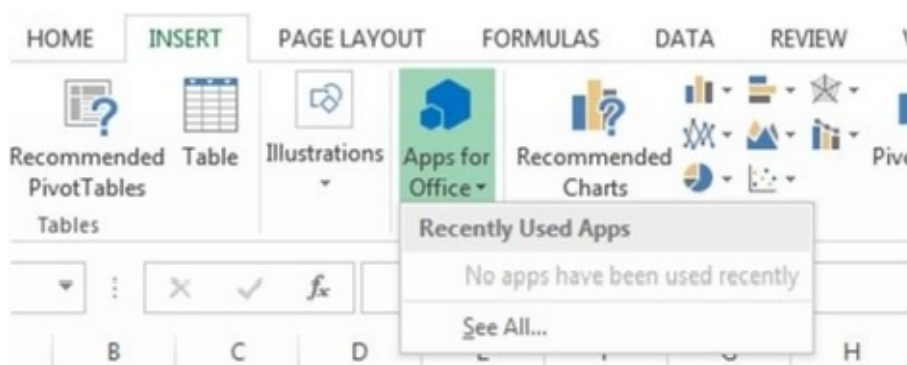 HOME INSERT PAGE LAYOUT FORMULAS DATA REVIEW
Recommended
PivotTables
Table
Illustrations
Apps for
Office
Recommended
Charts
Tables
Recently Used Apps
No apps have been used recently
See All...
fx
B C D H